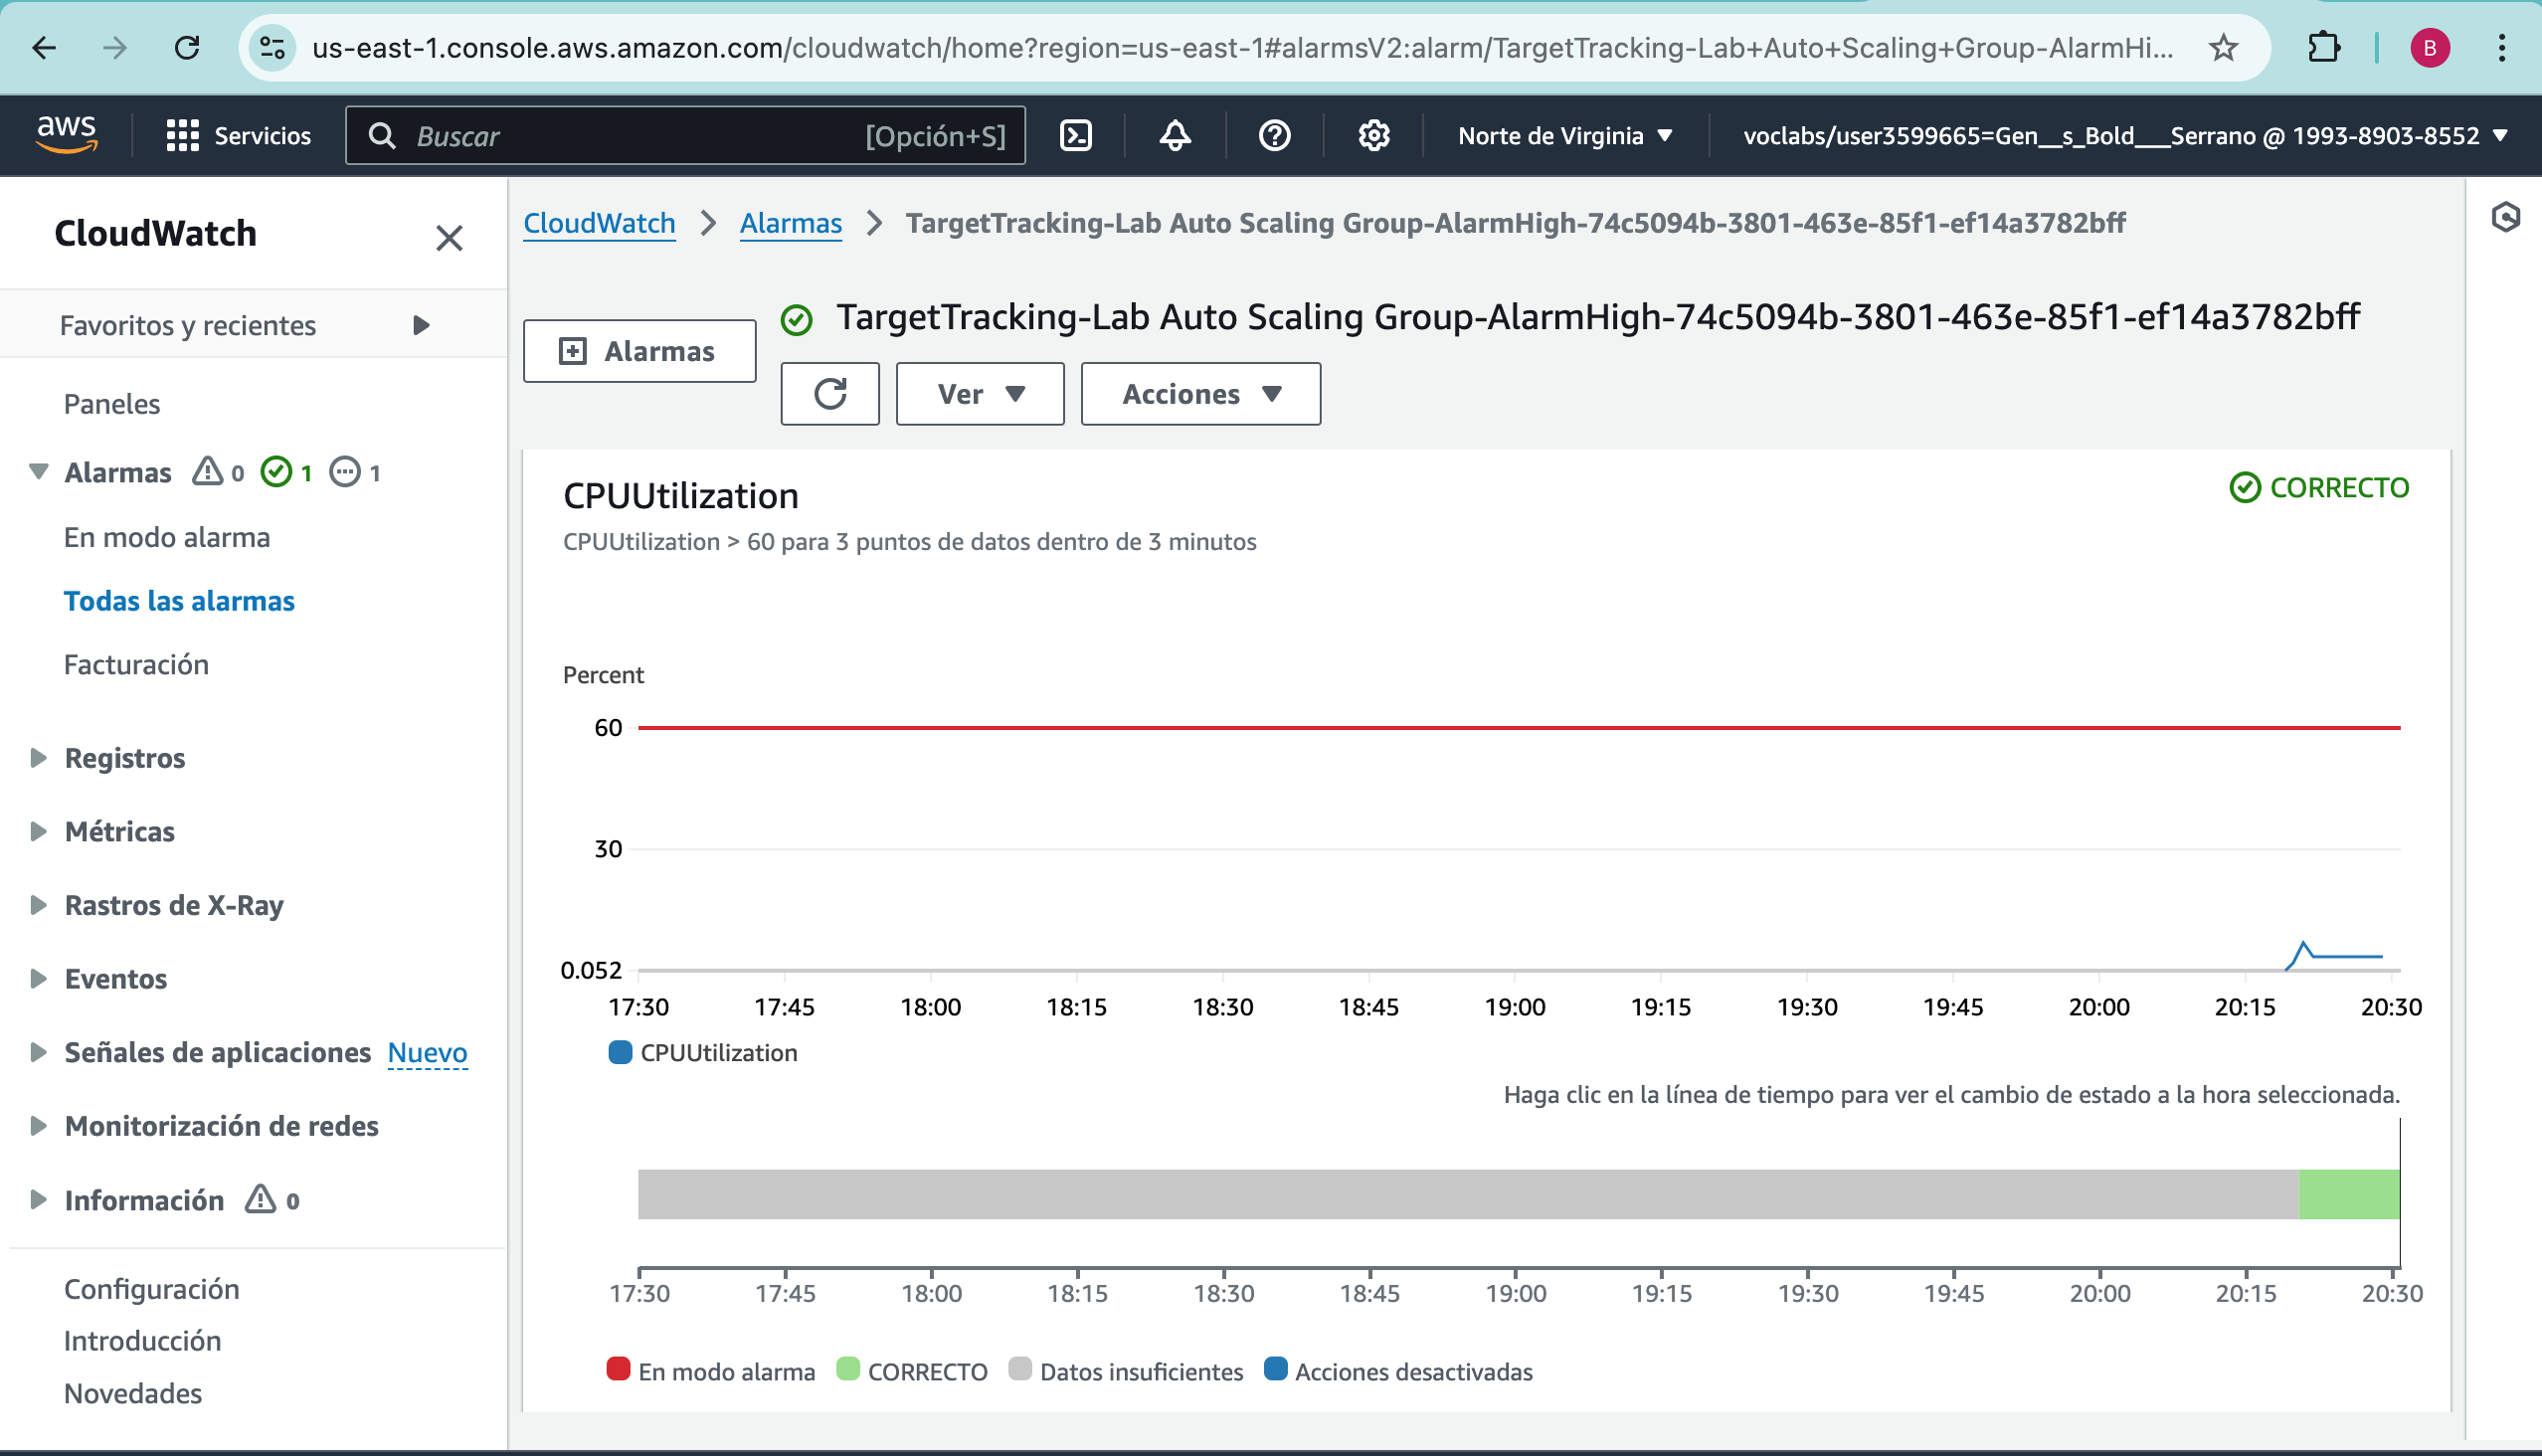 us-east-1.console.aws.amazon.com/cloudwatch/home?region=us-east-1#alarmsV2:alarm/TargetTracking-Lab+Auto+Scaling+Group-AlarmHi...
B
aws
Servicios
Buscar
[Opción+S]
Norte de Virginia
voclabs/user3599665=Gen__s_Bold___Serrano @ 1993-8903-8552
CloudWatch
Favoritos y recientes
Paneles
Alarmas 0 1 1
En modo alarma
Todas las alarmas
Facturación
Registros
Métricas
Rastros de X-Ray
Eventos
Señales de aplicaciones Nuevo
Monitorización de redes
Información 0
Configuración
Introducción
Novedades
CloudWatch > Alarmas > TargetTracking-Lab Auto Scaling Group-AlarmHigh-74c5094b-3801-463e-85f1-ef14a3782bff
Alarmas
TargetTracking-Lab Auto Scaling Group-AlarmHigh-74c5094b-3801-463e-85f1-ef14a3782bff
Ver
Acciones
CPUUtilization
CORRECTO
CPUUtilization > 60 para 3 puntos de datos dentro de 3 minutos
Percent
60
30
0.052
17:30 17:45 18:00 18:15 18:30 18:45 19:00 19:15 19:30 19:45 20:00 20:15 20:30
CPUUtilization
Haga clic en la línea de tiempo para ver el cambio de estado a la hora seleccionada.
17:30 17:45 18:00 18:15 18:30 18:45 19:00 19:15 19:30 19:45 20:00 20:15 20:30
En modo alarma CORRECTO Datos insuficientes Acciones desactivadas